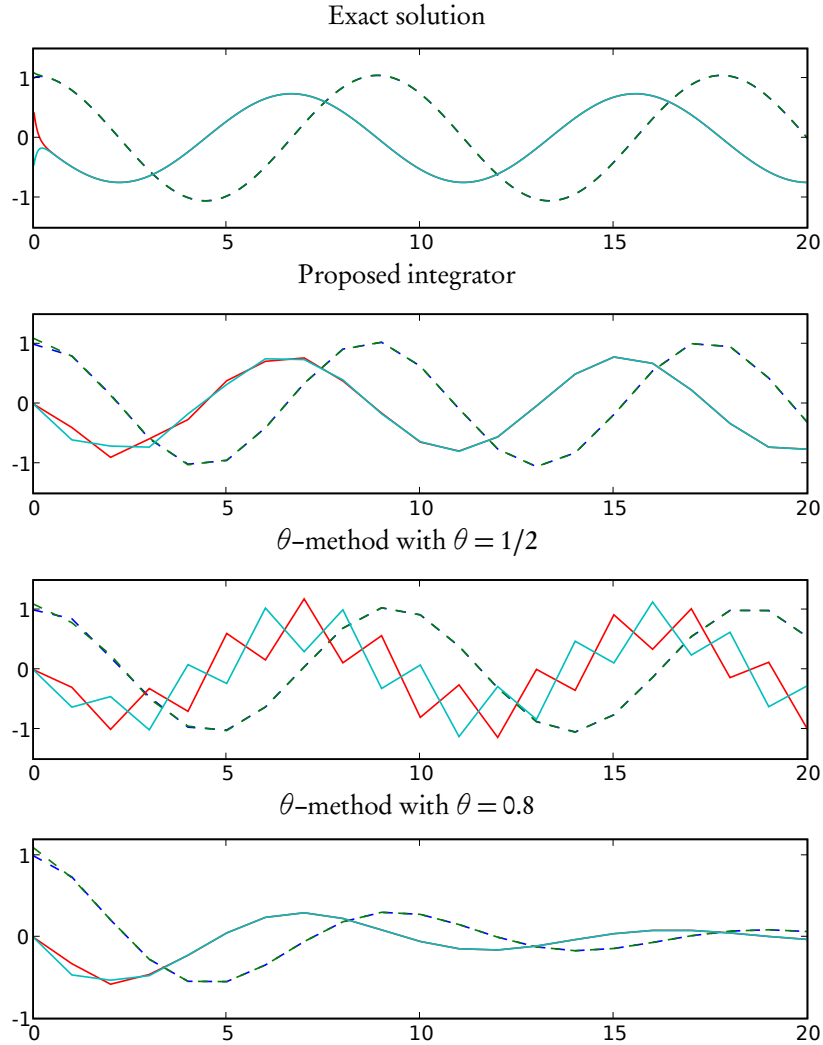 Exact solution
1
0
-1
0 5 10 15 20
Proposed integrator
1
0
-1
0 5 10 15 20
θ–method with θ = 1/2
1
0
-1
0 5 10 15 20
θ–method with θ = 0.8
1
0
-1
0 5 10 15 20